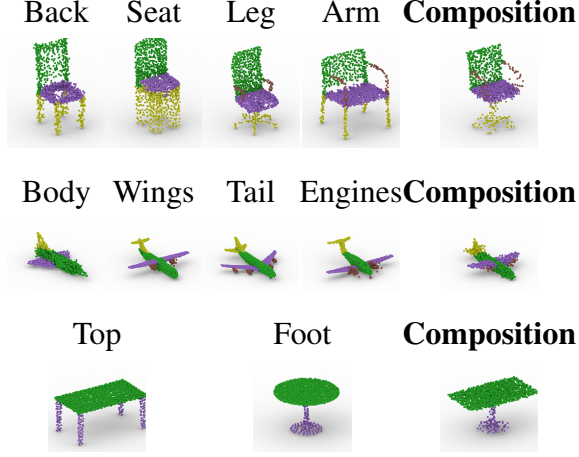 Back Seat Leg Arm Composition
Body Wings Tail Engines Composition
Top Foot Composition